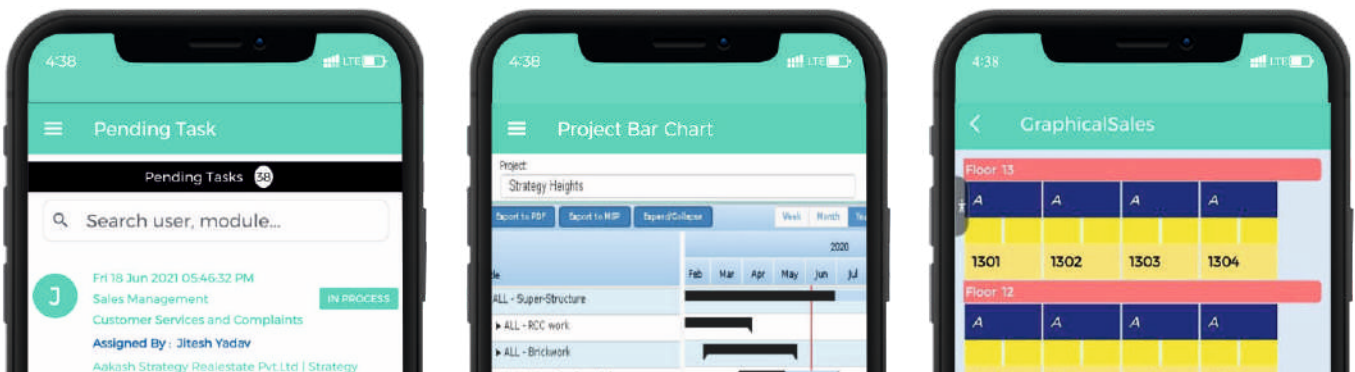 4:38
LTE
Pending Task
Pending Tasks 38
Search user, module...
J
Fri 18 Jun 2021 05:46:32 PM
Sales Management
IN PROCESS
Customer Services and Complaints
Assigned By : Jitesh Yadav
Aakash Strategy Realestate Pvt.Ltd | Strategy
4:38
LTE
Project Bar Chart
Project:
Strategy Heights
Export to PDF Export to MSP Expand/Collapse Week Month
2020
Feb Mar Apr May Jun Jul
ALL - Super-Structure
ALL - RCC work
ALL - Brickwork
4:38
LTE
GraphicalSales
Floor 13
A A A A
1301 1302 1303 1304
Floor 12
A A A A